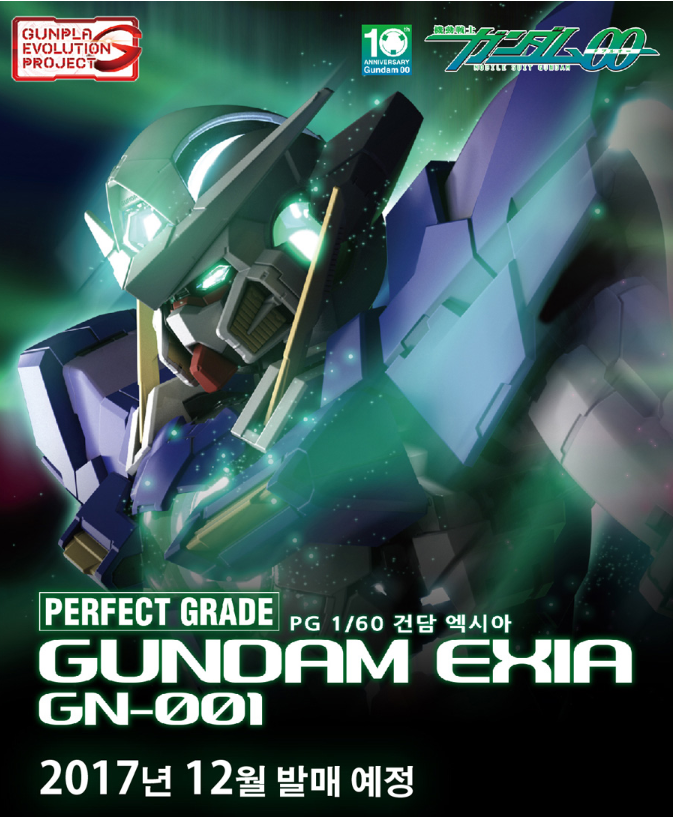 GUNPLA
EVOLUTION
PROJECT
10th
ANNIVERSARY
Gundam 00
機動戦士
ガンダム00
MOBILE SUIT GUNDAM
PERFECT GRADE
PG 1/60 건담 엑시아
GUNDAM EXIA
GN-001
2017년 12월 발매 예정